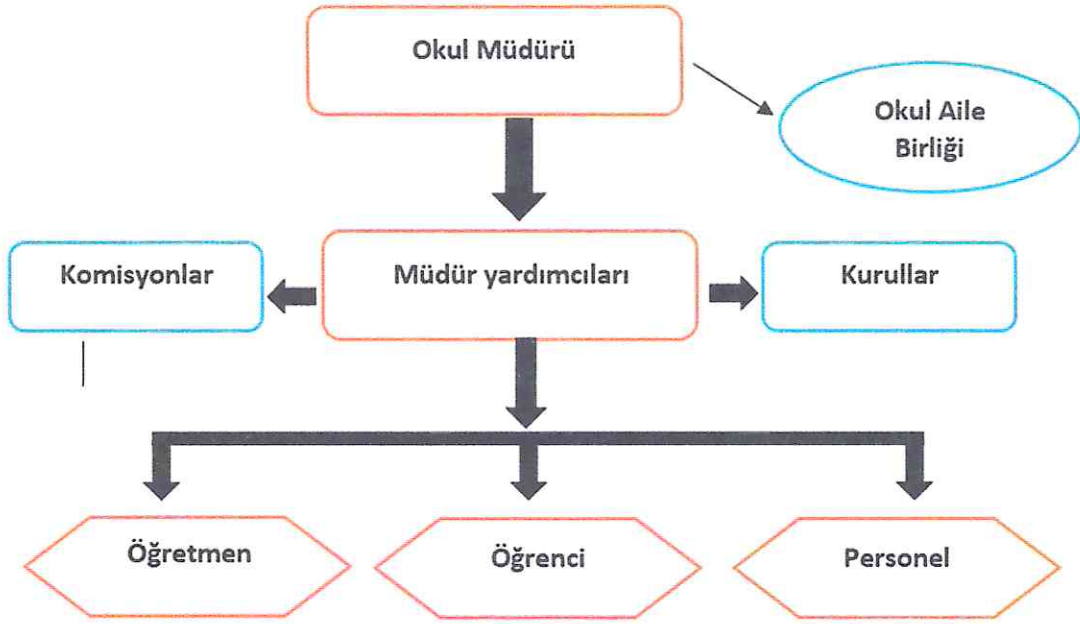 Okul Müdürü
Okul Aile
Birliği
Komisyonlar
Müdür yardımcıları
Kurullar
Öğretmen
Öğrenci
Personel